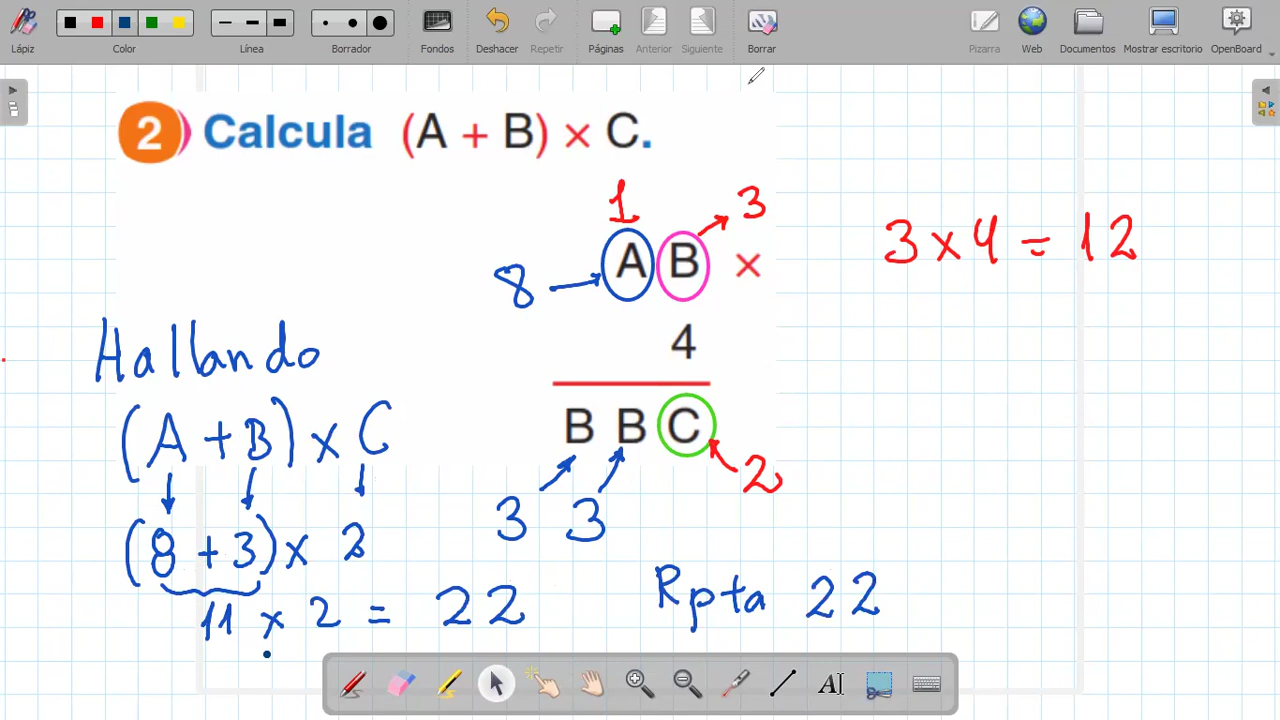 Lápiz Color Línea Borrador Fondos Deshacer Repetir Páginas Anterior Siguiente Borrar Pizarra Web Documentos Mostrar escritorio OpenBoard
2) Calcula (A + B) × C.
1
3
8 A B ×
3 x 4 = 12
4
Hallando
B B C
(A + B) x C
2
3 3
(8 + 3) x 2
11 x 2 = 22
Rpta 22